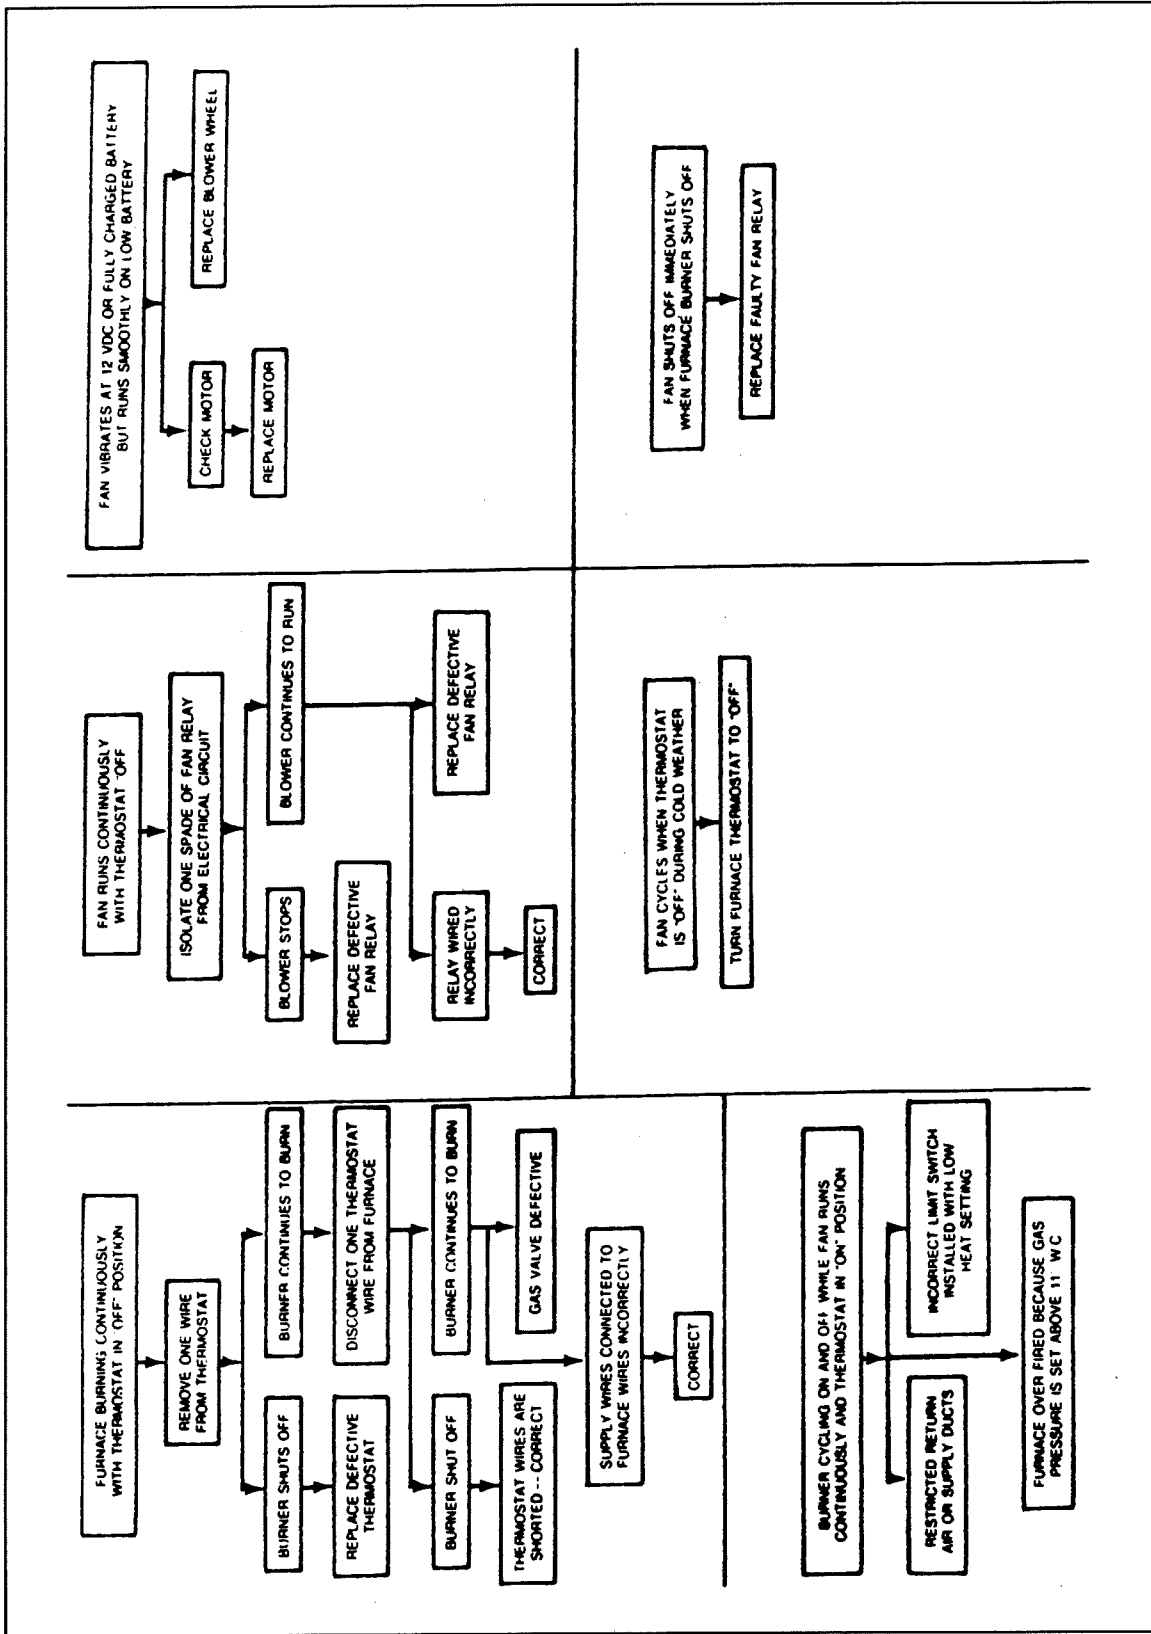 FURNACE BURNING CONTINUOUSLY
WITH THERMOSTAT IN "OFF" POSITION
REMOVE ONE WIRE
FROM THERMOSTAT
BURNER SHUTS OFF
BURNER CONTINUES TO BURN
REPLACE DEFECTIVE
THERMOSTAT
DISCONNECT ONE THERMOSTAT
WIRE FROM FURNACE
BURNER SHUT OFF
BURNER CONTINUES TO BURN
THERMOSTAT WIRES ARE
SHORTED -- CORRECT
GAS VALVE DEFECTIVE
SUPPLY WIRES CONNECTED TO
FURNACE WIRES INCORRECTLY
CORRECT
FAN RUNS CONTINUOUSLY
WITH THERMOSTAT "OFF
ISOLATE ONE SPADE OF FAN RELAY
FROM ELECTRICAL CIRCUIT
BLOWER STOPS
BLOWER CONTINUES TO RUN
REPLACE DEFECTIVE
FAN RELAY
RELAY WIRED
INCORRECTLY
REPLACE DEFECTIVE
FAN RELAY
CORRECT
FAN VIBRATES AT 12 VDC OR FULLY CHARGED BATTERY
BUT RUNS SMOOTHLY ON LOW BATTERY
CHECK MOTOR
REPLACE BLOWER WHEEL
REPLACE MOTOR
BURNER CYCLING ON AND OFF WHILE FAN RUNS
CONTINUOUSLY AND THERMOSTAT IN "ON" POSITION
RESTRICTED RETURN
AIR OR SUPPLY DUCTS
INCORRECT LIMIT SWITCH
INSTALLED WITH LOW
HEAT SETTING
FURNACE OVER FIRED BECAUSE GAS
PRESSURE IS SET ABOVE 11" WC
FAN CYCLES WHEN THERMOSTAT
IS "OFF" DURING COLD WEATHER
TURN FURNACE THERMOSTAT TO "OFF"
FAN SHUTS OFF IMMEDIATELY
WHEN FURNACE BURNER SHUTS OFF
REPLACE FAULTY FAN RELAY